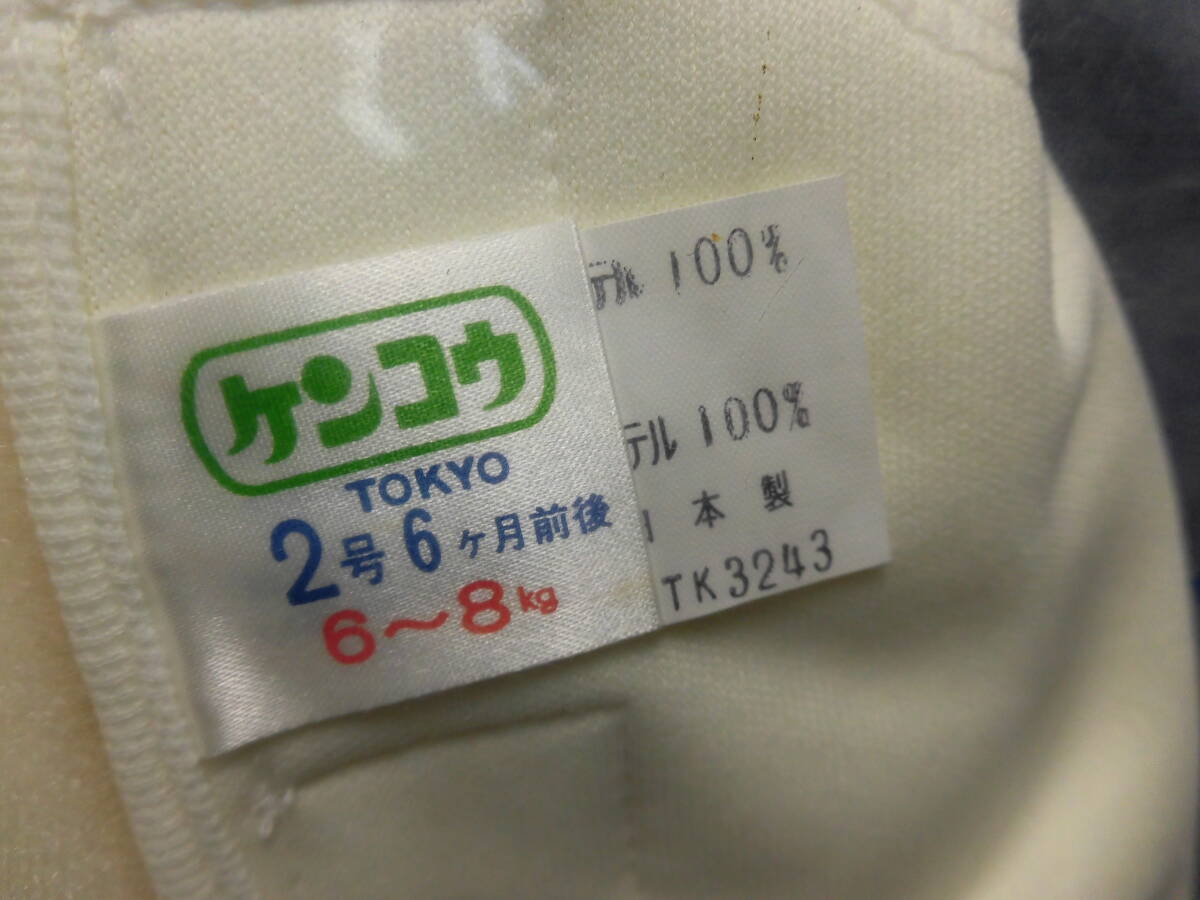 ケンコウ
TOKYO
2号6ヶ月前後
6～8kg
テル 100%
テル 100%
本製
TK3243